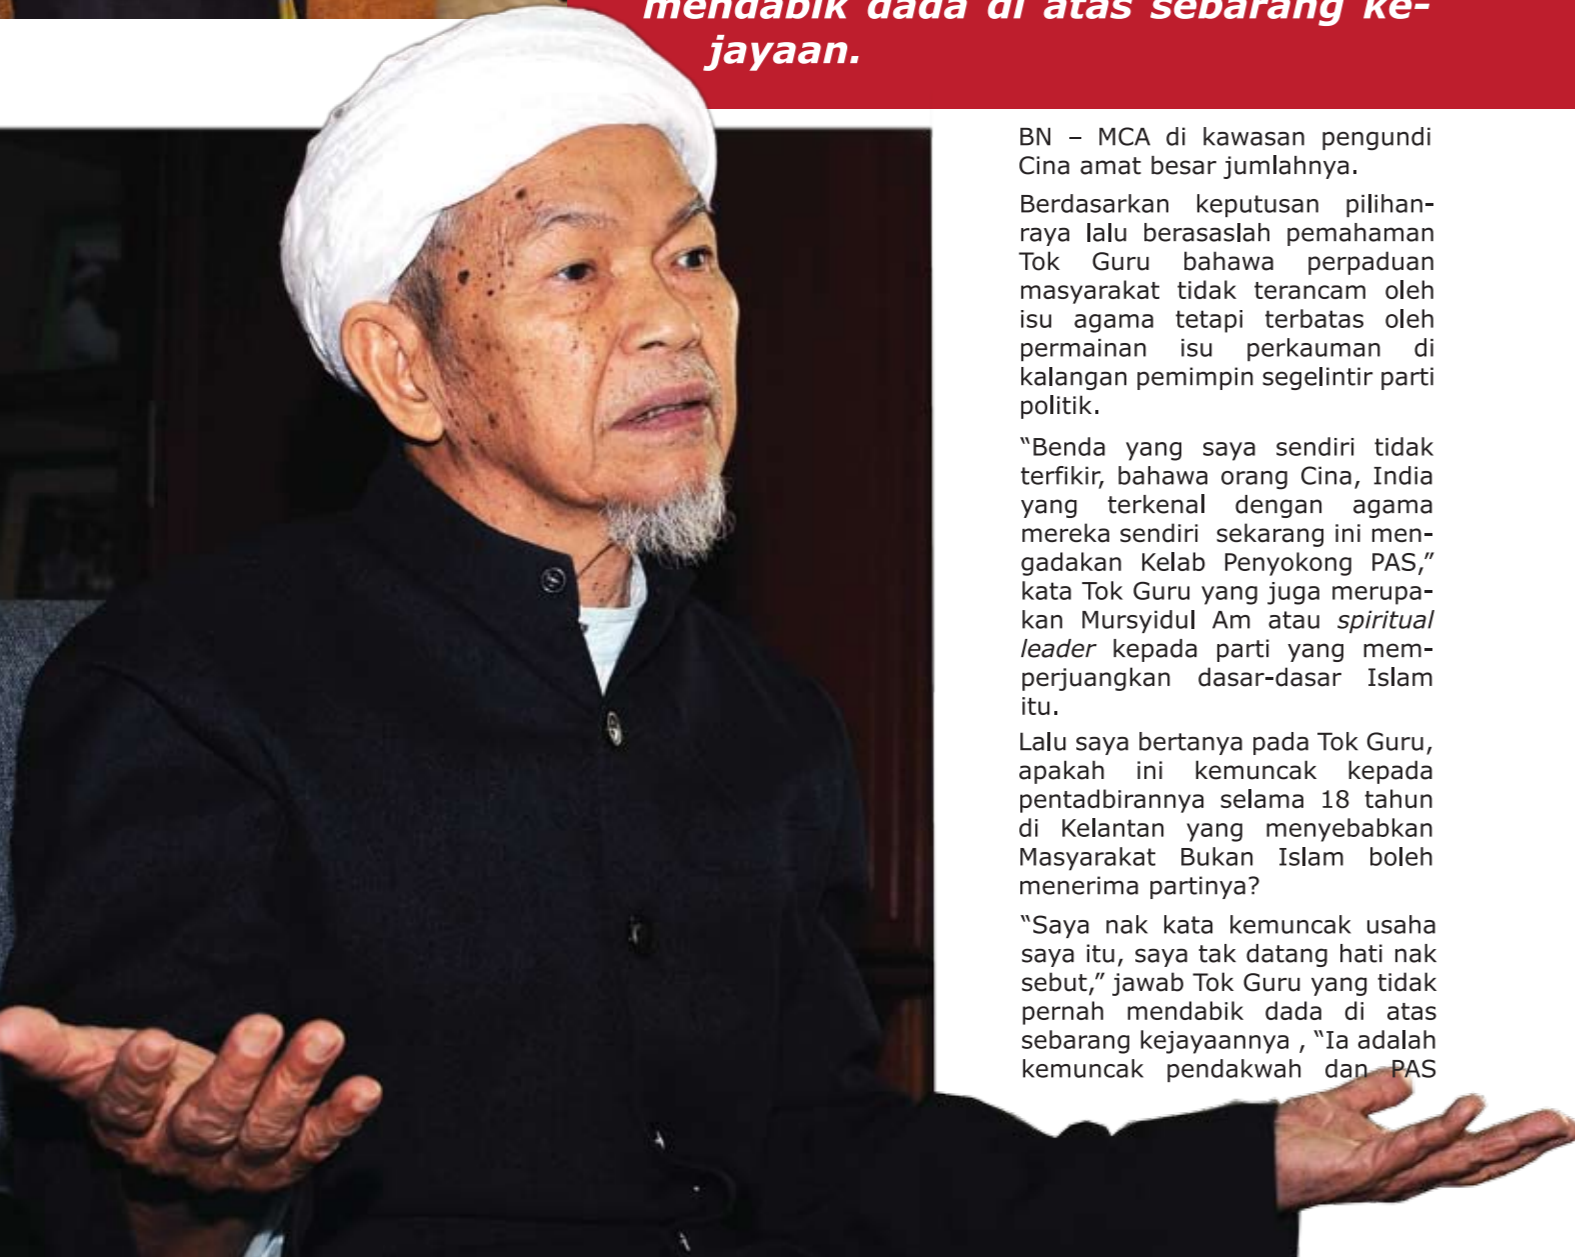 mendabik dada di atas sebarang ke-
jayaan.
BN – MCA di kawasan pengundi
Cina amat besar jumlahnya.
Berdasarkan keputusan pilihan-
raya lalu berasaslah pemahaman
Tok Guru bahawa perpaduan
masyarakat tidak terancam oleh
isu agama tetapi terbatas oleh
permainan isu perkauman di
kalangan pemimpin segelintir parti
politik.
“Benda yang saya sendiri tidak
terfikir, bahawa orang Cina, India
yang terkenal dengan agama
mereka sendiri sekarang ini men-
gadakan Kelab Penyokong PAS,”
kata Tok Guru yang juga merupa-
kan Mursyidul Am atau spiritual
leader kepada parti yang mem-
perjuangkan dasar-dasar Islam
itu.
Lalu saya bertanya pada Tok Guru,
apakah ini kemuncak kepada
pentadbirannya selama 18 tahun
di Kelantan yang menyebabkan
Masyarakat Bukan Islam boleh
menerima partinya?
“Saya nak kata kemuncak usaha
saya itu, saya tak datang hati nak
sebut,” jawab Tok Guru yang tidak
pernah mendabik dada di atas
sebarang kejayaannya , “Ia adalah
kemuncak pendakwah dan PAS